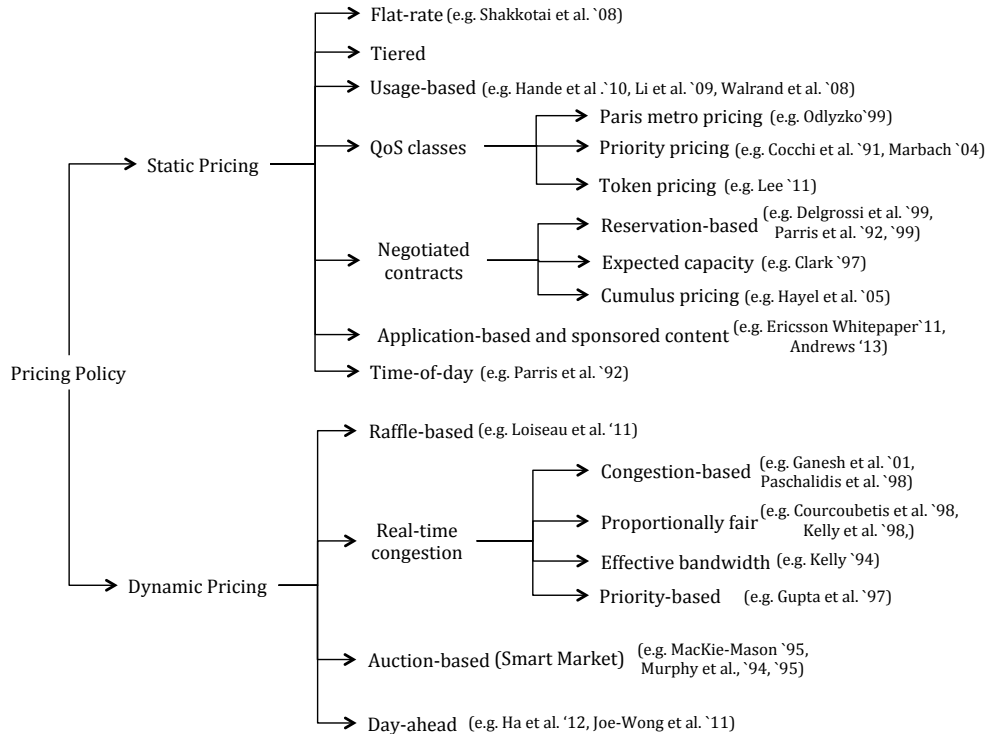 Flat-rate (e.g. Shakkotai et al. `08)
Tiered
Usage-based (e.g. Hande et al .`10, Li et al. `09, Walrand et al. `08)
Paris metro pricing (e.g. Odlyzko`99)
QoS classes
Priority pricing (e.g. Cocchi et al. `91, Marbach `04)
Static Pricing
Token pricing (e.g. Lee `11)
Reservation-based (e.g. Delgrossi et al. `99,
Parris et al. `92, `99)
Negotiated
contracts
Expected capacity (e.g. Clark `97)
Cumulus pricing (e.g. Hayel et al. `05)
Application-based and sponsored content (e.g. Ericsson Whitepaper`11,
Andrews ‘13)
Time-of-day (e.g. Parris et al. `92)
Pricing Policy
Raffle-based (e.g. Loiseau et al. ‘11)
Congestion-based (e.g. Ganesh et al. `01,
Paschalidis et al. `98)
Real-time
congestion
Proportionally fair (e.g. Courcoubetis et al. `98,
Kelly et al. `98,)
Effective bandwidth (e.g. Kelly `94)
Priority-based (e.g. Gupta et al. `97)
Dynamic Pricing
Auction-based (Smart Market) (e.g. MacKie-Mason `95,
Murphy et al., `94, `95)
Day-ahead (e.g. Ha et al. ‘12, Joe-Wong et al. `11)